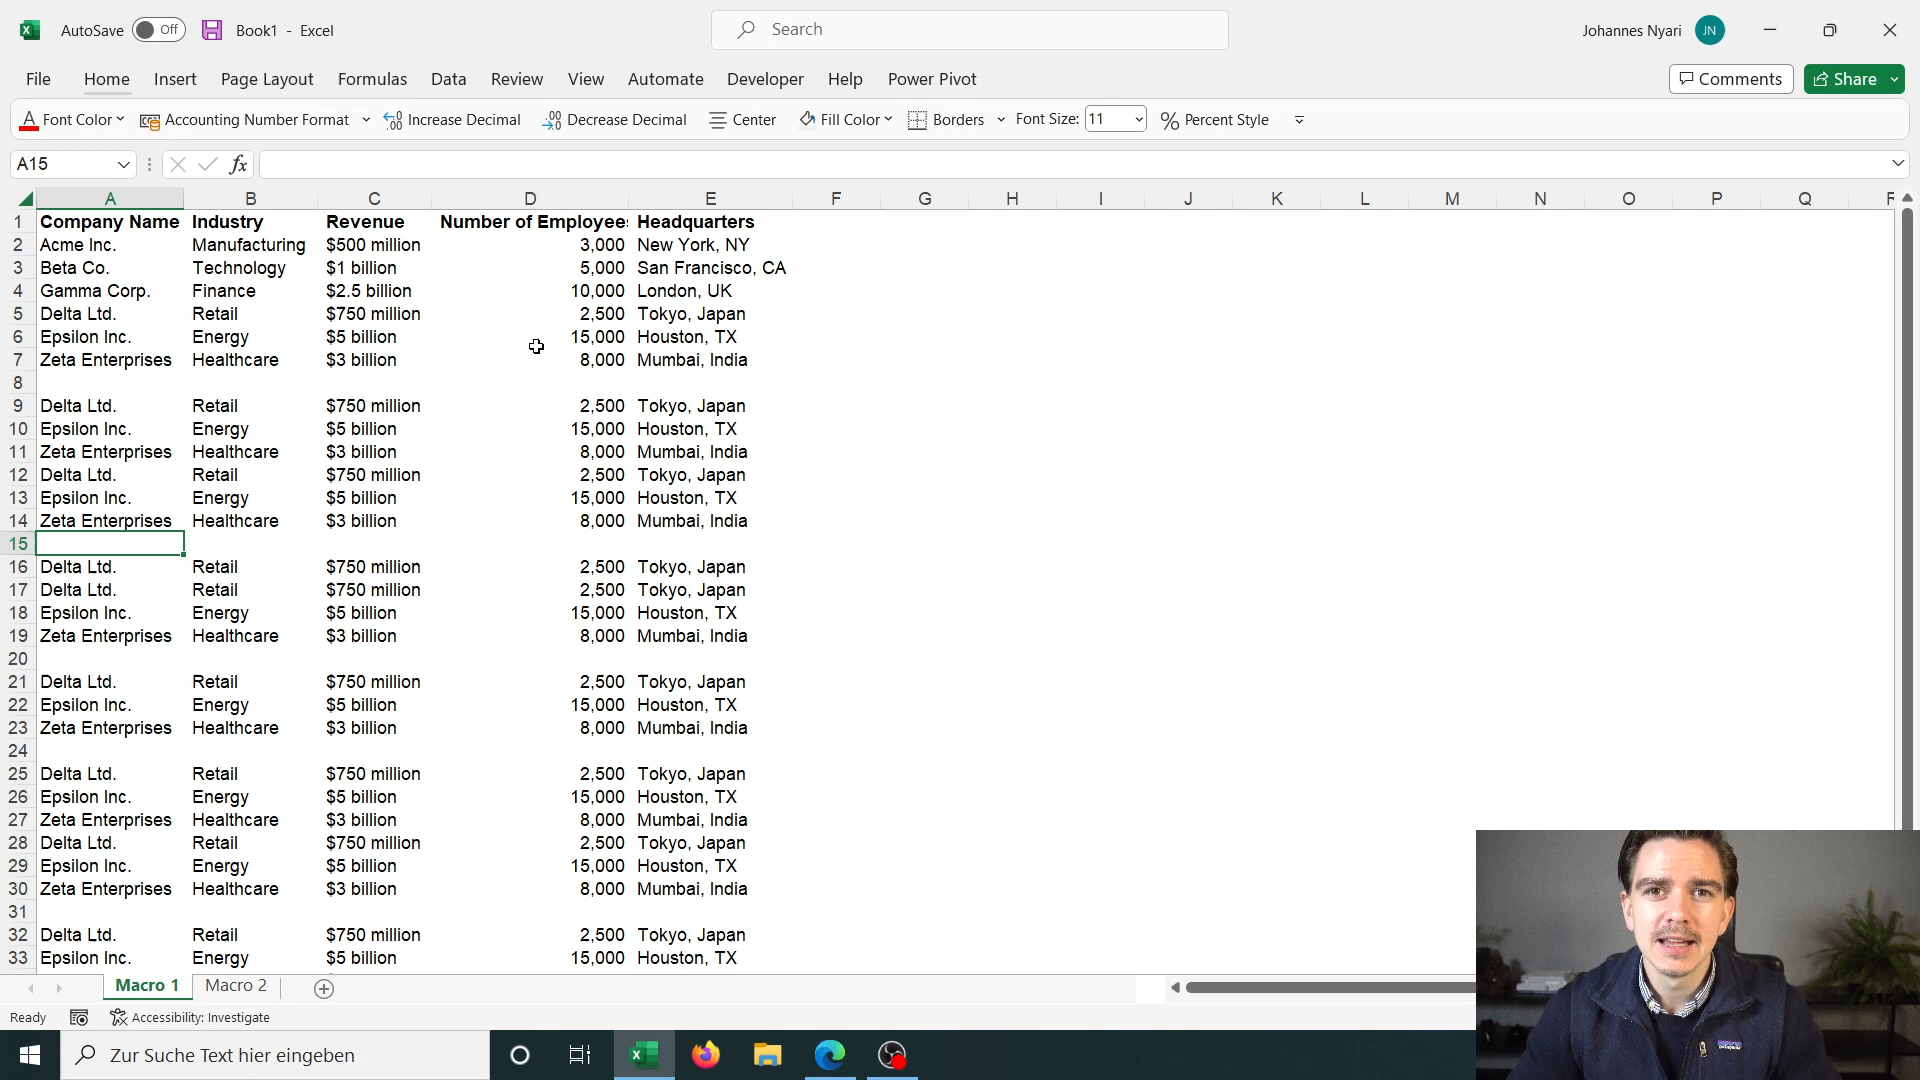 AutoSave Off Book1 - Excel Search Johannes Nyari JN
File Home Insert Page Layout Formulas Data Review View Automate Developer Help Power Pivot Comments Share
A Font Color Accounting Number Format Increase Decimal Decrease Decimal Center Fill Color Borders Font Size: 11 % Percent Style
A15 fx
A B C D E F G H I J K L M N O P Q
1 Company Name Industry Revenue Number of Employees Headquarters
2 Acme Inc. Manufacturing $500 million 3,000 New York, NY
3 Beta Co. Technology $1 billion 5,000 San Francisco, CA
4 Gamma Corp. Finance $2.5 billion 10,000 London, UK
5 Delta Ltd. Retail $750 million 2,500 Tokyo, Japan
6 Epsilon Inc. Energy $5 billion 15,000 Houston, TX
7 Zeta Enterprises Healthcare $3 billion 8,000 Mumbai, India
8
9 Delta Ltd. Retail $750 million 2,500 Tokyo, Japan
10 Epsilon Inc. Energy $5 billion 15,000 Houston, TX
11 Zeta Enterprises Healthcare $3 billion 8,000 Mumbai, India
12 Delta Ltd. Retail $750 million 2,500 Tokyo, Japan
13 Epsilon Inc. Energy $5 billion 15,000 Houston, TX
14 Zeta Enterprises Healthcare $3 billion 8,000 Mumbai, India
15
16 Delta Ltd. Retail $750 million 2,500 Tokyo, Japan
17 Delta Ltd. Retail $750 million 2,500 Tokyo, Japan
18 Epsilon Inc. Energy $5 billion 15,000 Houston, TX
19 Zeta Enterprises Healthcare $3 billion 8,000 Mumbai, India
20
21 Delta Ltd. Retail $750 million 2,500 Tokyo, Japan
22 Epsilon Inc. Energy $5 billion 15,000 Houston, TX
23 Zeta Enterprises Healthcare $3 billion 8,000 Mumbai, India
24
25 Delta Ltd. Retail $750 million 2,500 Tokyo, Japan
26 Epsilon Inc. Energy $5 billion 15,000 Houston, TX
27 Zeta Enterprises Healthcare $3 billion 8,000 Mumbai, India
28 Delta Ltd. Retail $750 million 2,500 Tokyo, Japan
29 Epsilon Inc. Energy $5 billion 15,000 Houston, TX
30 Zeta Enterprises Healthcare $3 billion 8,000 Mumbai, India
31
32 Delta Ltd. Retail $750 million 2,500 Tokyo, Japan
33 Epsilon Inc. Energy $5 billion 15,000 Houston, TX
Macro 1 Macro 2
Ready Accessibility: Investigate
Zur Suche Text hier eingeben
patagonia